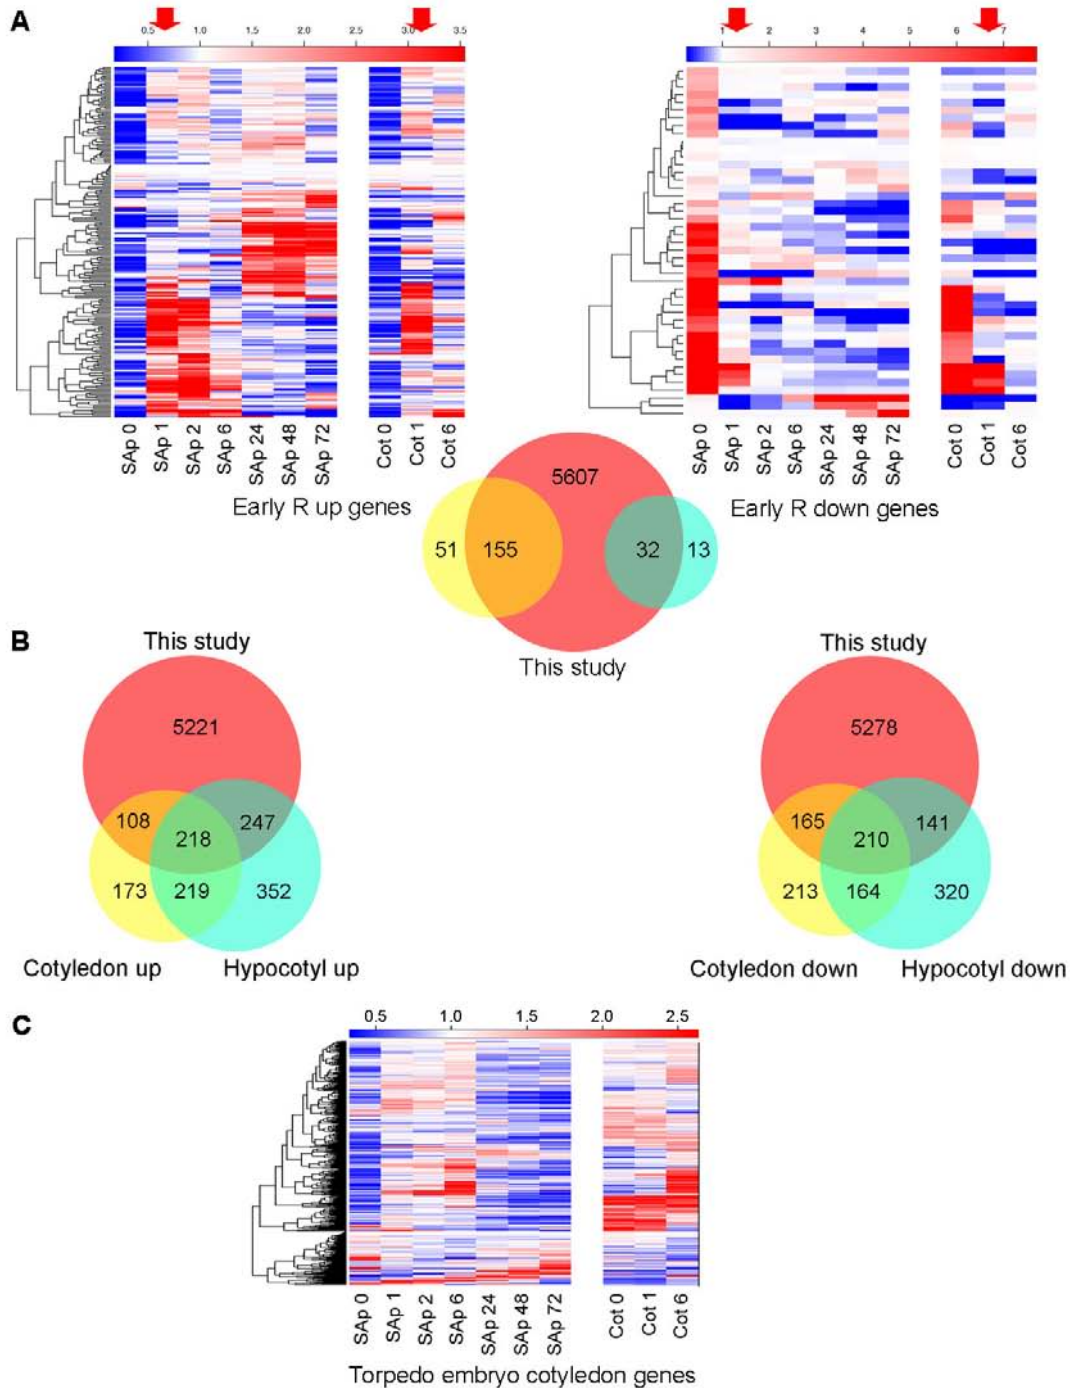 A
0.5 1.0 1.5 2.0 2.5 3.0 3.5
1 2 3 4 5 6 7
SAp 0 SAp 1 SAp 2 SAp 6 SAp 24 SAp 48 SAp 72 Cot 0 Cot 1 Cot 6
SAp 0 SAp 1 SAp 2 SAp 6 SAp 24 SAp 48 SAp 72 Cot 0 Cot 1 Cot 6
Early R up genes
Early R down genes
5607
51 155 32 13
This study
B
This study
5221
108 218 247
173 219 352
Cotyledon up Hypocotyl up
This study
5278
165 210 141
213 164 320
Cotyledon down Hypocotyl down
C
0.5 1.0 1.5 2.0 2.5
SAp 0 SAp 1 SAp 2 SAp 6 SAp 24 SAp 48 SAp 72 Cot 0 Cot 1 Cot 6
Torpedo embryo cotyledon genes